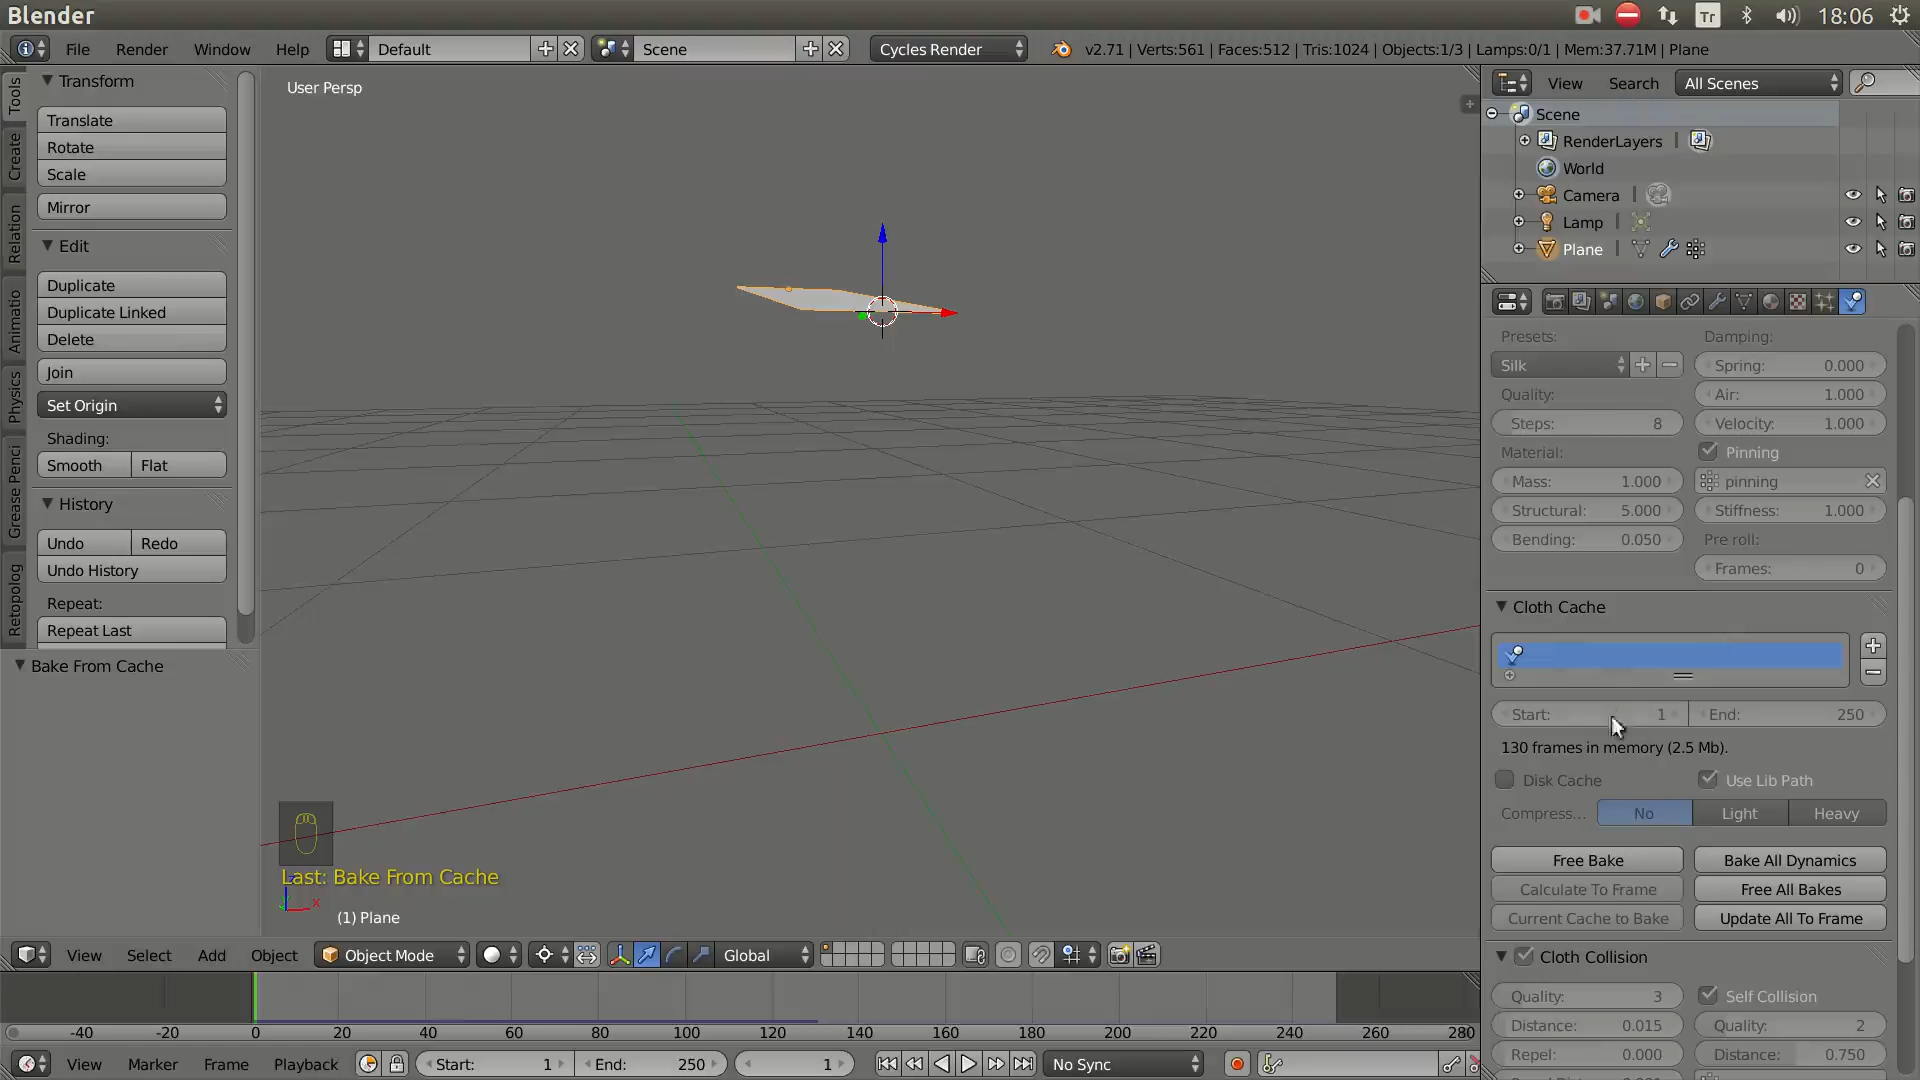 Blender
Tr
18:06
File
Render
Window
Help
Default
Scene
Cycles Render
v2.71 | Verts:561 | Faces:512 | Tris:1024 | Objects:1/3 | Lamps:0/1 | Mem:37.71M | Plane
Tools
Create
Relation
Animatio
Physics
Grease Penci
Retopolog
Transform
Translate
Rotate
Scale
Mirror
Edit
Duplicate
Duplicate Linked
Delete
Join
Set Origin
Shading:
Smooth
Flat
History
Undo
Redo
Undo History
Repeat:
Repeat Last
Bake From Cache
User Persp
Last: Bake From Cache
x
(1) Plane
View
Select
Add
Object
Object Mode
Global
-40
-20
0
20
40
60
80
100
120
140
160
180
200
220
240
260
280
View
Marker
Frame
Playback
Start: 1
End: 250
1
No Sync
View
Search
All Scenes
Scene
RenderLayers
World
Camera
Lamp
Plane
Presets:
Damping:
Silk
Spring: 0.000
Quality:
Air: 1.000
Steps: 8
Velocity: 1.000
Material:
Pinning
Mass: 1.000
pinning
Structural: 5.000
Stiffness: 1.000
Bending: 0.050
Pre roll:
Frames: 0
Cloth Cache
Start: 1
End: 250
130 frames in memory (2.5 Mb).
Disk Cache
Use Lib Path
Compress...
No
Light
Heavy
Free Bake
Bake All Dynamics
Calculate To Frame
Free All Bakes
Current Cache to Bake
Update All To Frame
Cloth Collision
Quality: 3
Self Collision
Distance: 0.015
Quality: 2
Repel: 0.000
Distance: 0.750